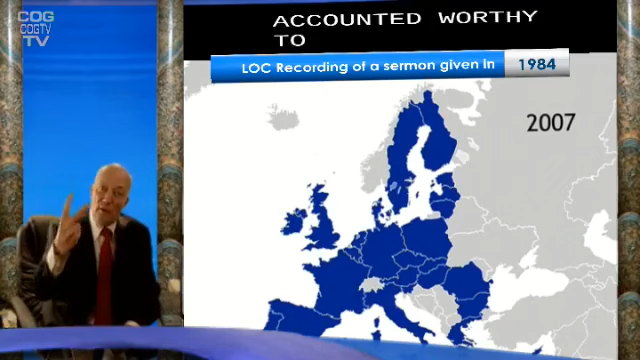 COG
COGTV
TV
ACCOUNTED WORTHY
TO
LOC Recording of a sermon given in 1984
2007